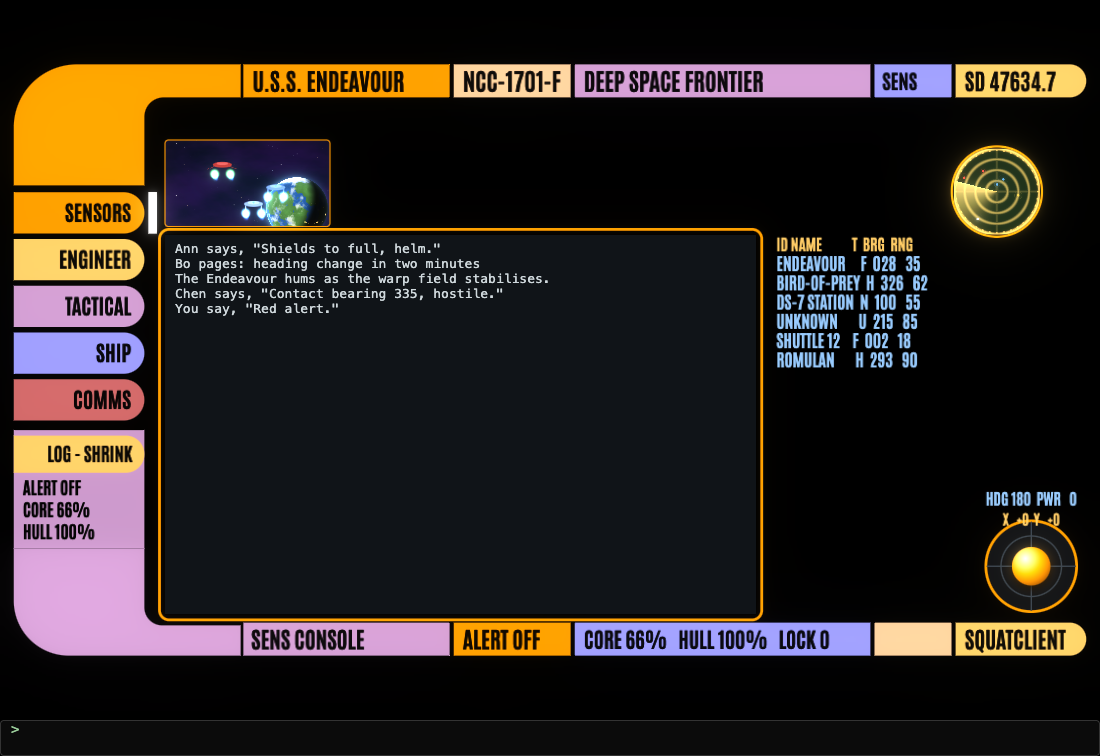 U.S.S. ENDEAVOUR NCC-1701-F DEEP SPACE FRONTIER SENS SD 47634.7
SENSORS
ENGINEER
TACTICAL
SHIP
COMMS
LOG - SHRINK
ALERT OFF
CORE 66%
HULL 100%
Ann says, "Shields to full, helm."
Bo pages: heading change in two minutes
The Endeavour hums as the warp field stabilises.
Chen says, "Contact bearing 335, hostile."
You say, "Red alert."
ID NAME T BRG RNG
ENDEAVOUR F 028 35
BIRD-OF-PREY H 326 62
DS-7 STATION N 100 55
UNKNOWN U 215 85
SHUTTLE 12 F 002 18
ROMULAN H 293 90
HDG 180 PWR 0
X +0 Y +0
SENS CONSOLE ALERT OFF CORE 66% HULL 100% LOCK 0 SQUATCLIENT
>